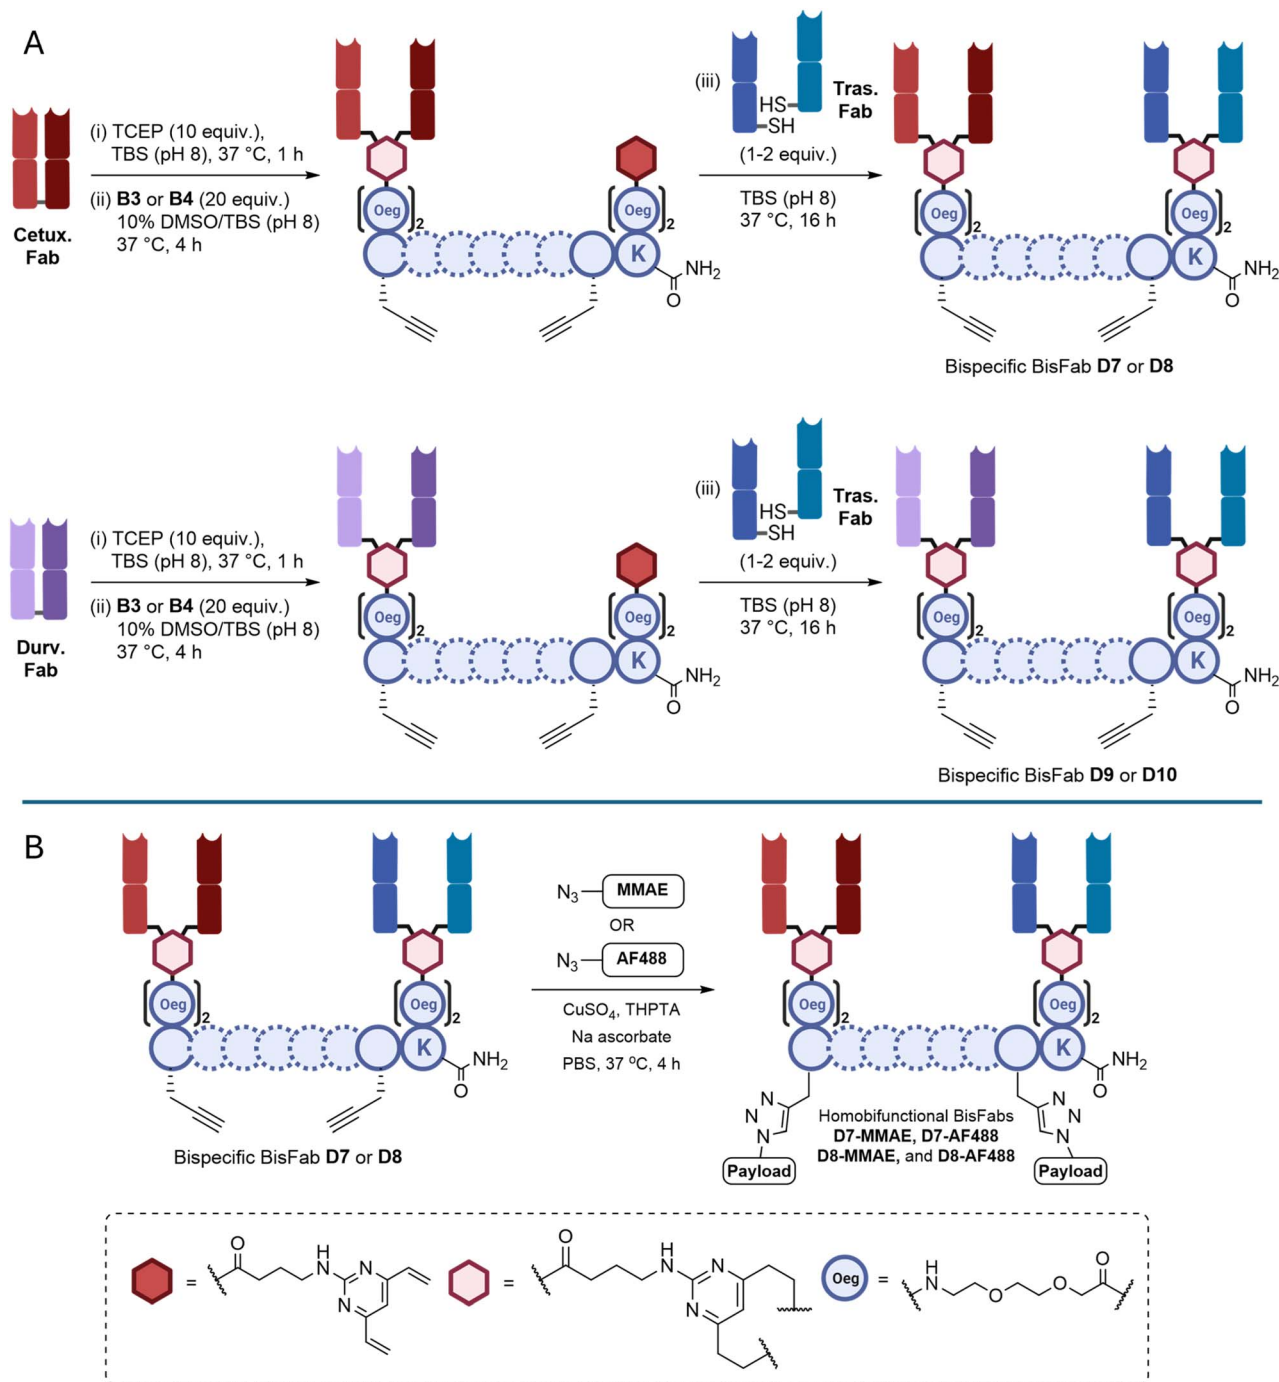 A
(i) TCEP (10 equiv.),
TBS (pH 8), 37 °C, 1 h
(ii) B3 or B4 (20 equiv.)
10% DMSO/TBS (pH 8)
37 °C, 4 h
Cetux.
Fab
Oeg
2
Oeg
2
K
NH2
O
(iii)
HS
SH
Tras.
Fab
(1-2 equiv.)
TBS (pH 8)
37 °C, 16 h
Oeg
2
Oeg
2
K
NH2
O
Bispecific BisFab D7 or D8
(i) TCEP (10 equiv.),
TBS (pH 8), 37 °C, 1 h
(ii) B3 or B4 (20 equiv.)
10% DMSO/TBS (pH 8)
37 °C, 4 h
Durv.
Fab
Oeg
2
Oeg
2
K
NH2
O
(iii)
HS
SH
Tras.
Fab
(1-2 equiv.)
TBS (pH 8)
37 °C, 16 h
Oeg
2
Oeg
2
K
NH2
O
Bispecific BisFab D9 or D10
B
Oeg
2
Oeg
2
K
NH2
O
Bispecific BisFab D7 or D8
N3 MMAE
OR
N3 AF488
CuSO4, THPTA
Na ascorbate
PBS, 37 ºC, 4 h
Oeg
2
Oeg
2
K
NH2
O
N
N
N
Payload
Homobifunctional BisFabs
D7-MMAE, D7-AF488
D8-MMAE, and D8-AF488
N
N
N
Payload
=
O
H
N
N
N
=
O
H
N
N
N
Oeg
=
H
N
O
O
O